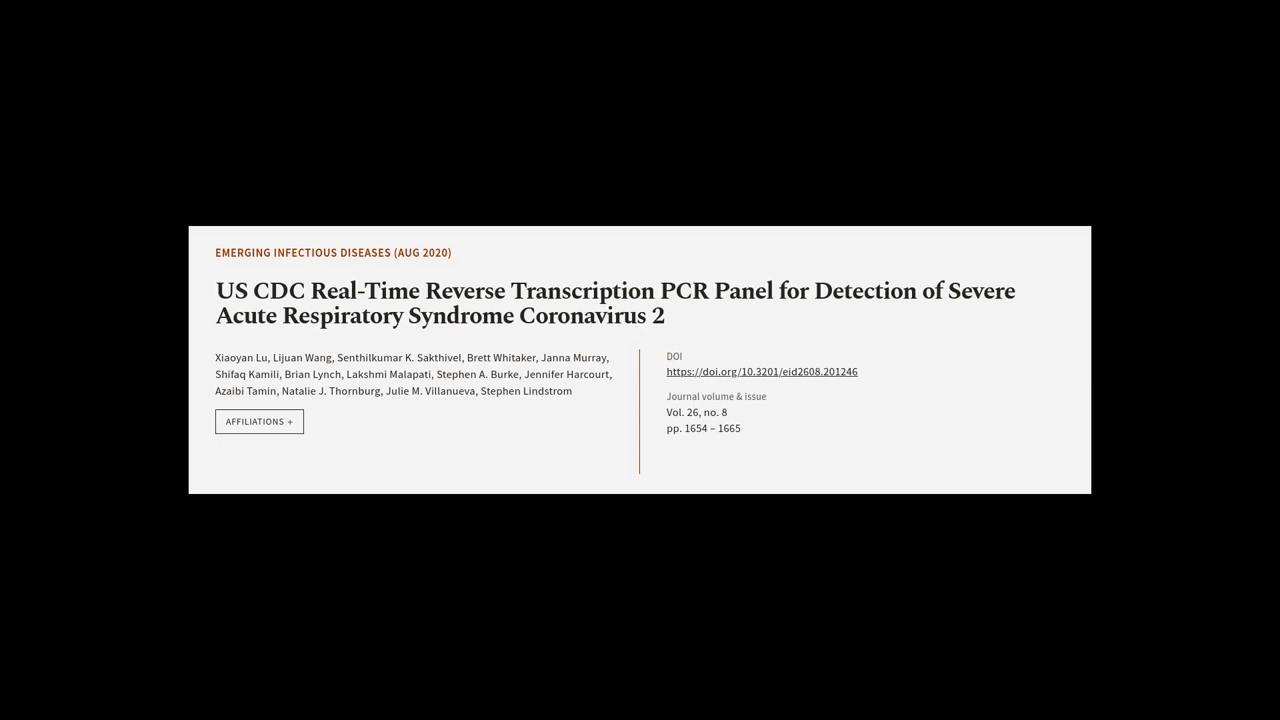 EMERGING INFECTIOUS DISEASES (AUG 2020)
US CDC Real-Time Reverse Transcription PCR Panel for Detection of Severe
Acute Respiratory Syndrome Coronavirus 2
Xiaoyan Lu, Lijuan Wang, Senthilkumar K. Sakthivel, Brett Whitaker, Janna Murray,
Shifaq Kamili, Brian Lynch, Lakshmi Malapati, Stephen A. Burke, Jennifer Harcourt,
Azaibi Tamin, Natalie J. Thornburg, Julie M. Villanueva, Stephen Lindstrom
AFFILIATIONS +
DOI
https://doi.org/10.3201/eid2608.201246
Journal volume & issue
Vol. 26, no. 8
pp. 1654 – 1665